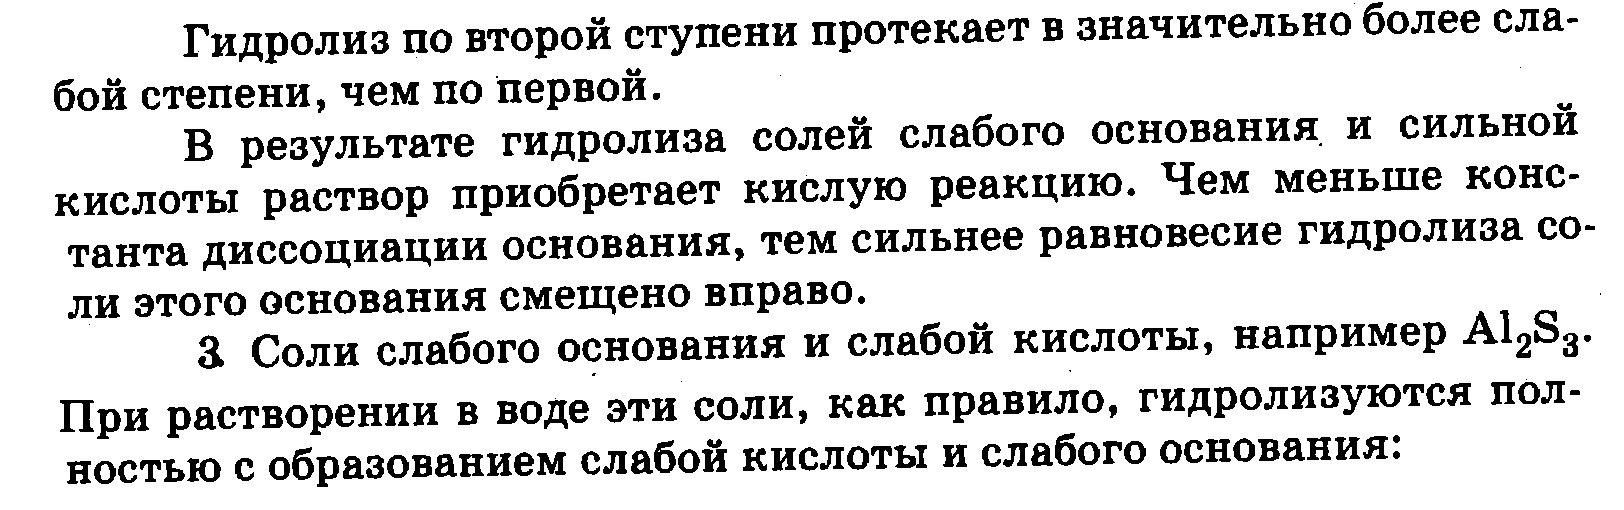 Гидролиз по второй ступени протекает в значительно более сла-
бой степени, чем по первой.
В результате гидролиза солей слабого основания и сильной
кислоты раствор приобретает кислую реакцию. Чем меньше конс-
танта диссоциации основания, тем сильнее равновесие гидролиза со-
ли этого основания смещено вправо.
3 Соли слабого основания и слабой кислоты, например Al₂S₃.
При растворении в воде эти соли, как правило, гидролизуются пол-
ностью с образованием слабой кислоты и слабого основания: